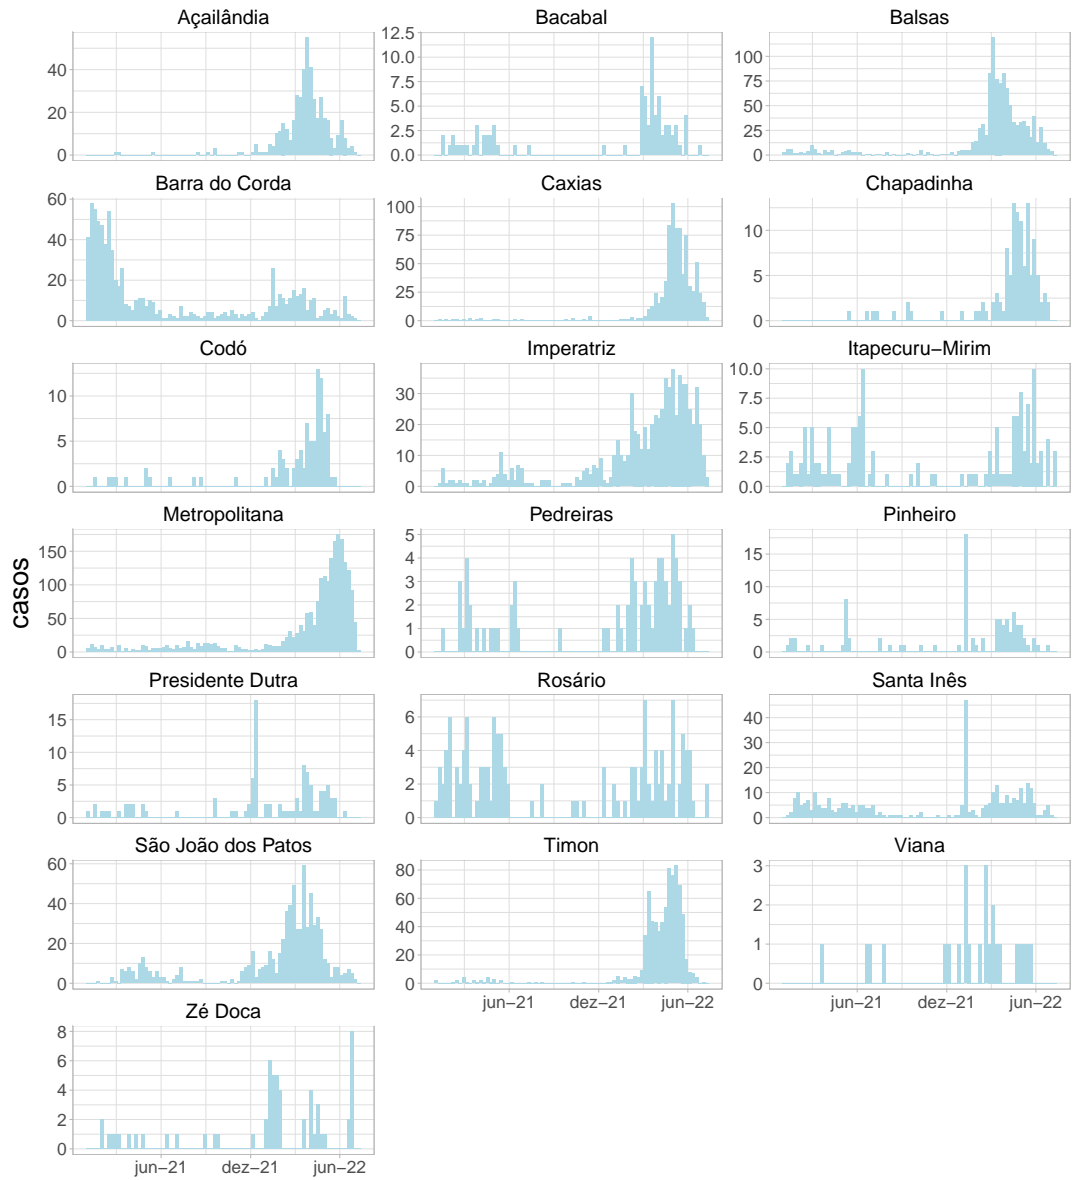 Açailândia Bacabal Balsas
0 20 40
0.0 2.5 5.0 7.5 10.0 12.5
0 25 50 75 100
Barra do Corda Caxias Chapadinha
0 20 40 60
0 25 50 75 100
0 5 10
Codó Imperatriz Itapecuru−Mirim
0 5 10
0 10 20 30
0.0 2.5 5.0 7.5 10.0
Metropolitana Pedreiras Pinheiro
0 50 100 150
0 1 2 3 4 5
0 5 10 15
casos
Presidente Dutra Rosário Santa Inês
0 5 10 15
0 2 4 6
0 10 20 30 40
São João dos Patos Timon Viana
0 20 40 60
0 20 40 60 80
0 1 2 3
jun−21 dez−21 jun−22 jun−21 dez−21 jun−22
Zé Doca
0 2 4 6 8
jun−21 dez−21 jun−22